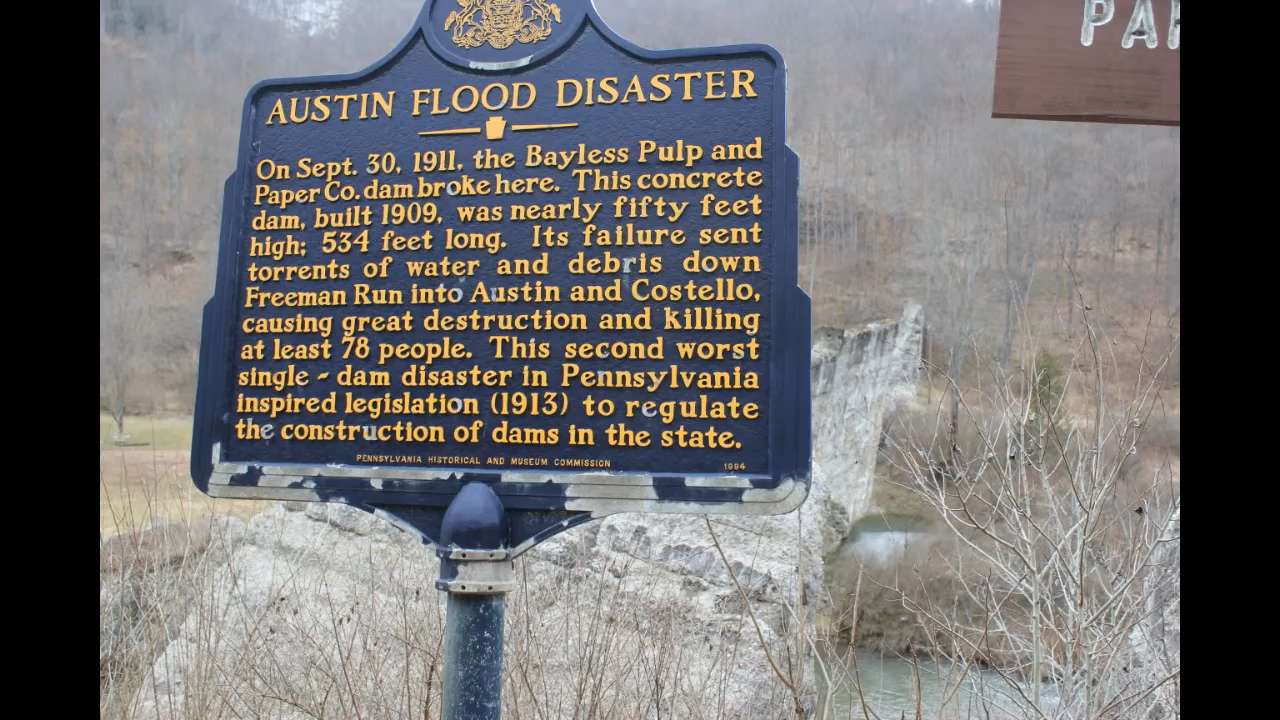 PA
AUSTIN FLOOD DISASTER
On Sept. 30, 1911, the Bayless Pulp and
Paper Co. dam broke here. This concrete
dam, built 1909, was nearly fifty feet
high; 534 feet long. Its failure sent
torrents of water and debris down
Freeman Run into Austin and Costello,
causing great destruction and killing
at least 78 people. This second worst
single - dam disaster in Pennsylvania
inspired legislation (1913) to regulate
the construction of dams in the state.
PENNSYLVANIA HISTORICAL AND MUSEUM COMMISSION 1994